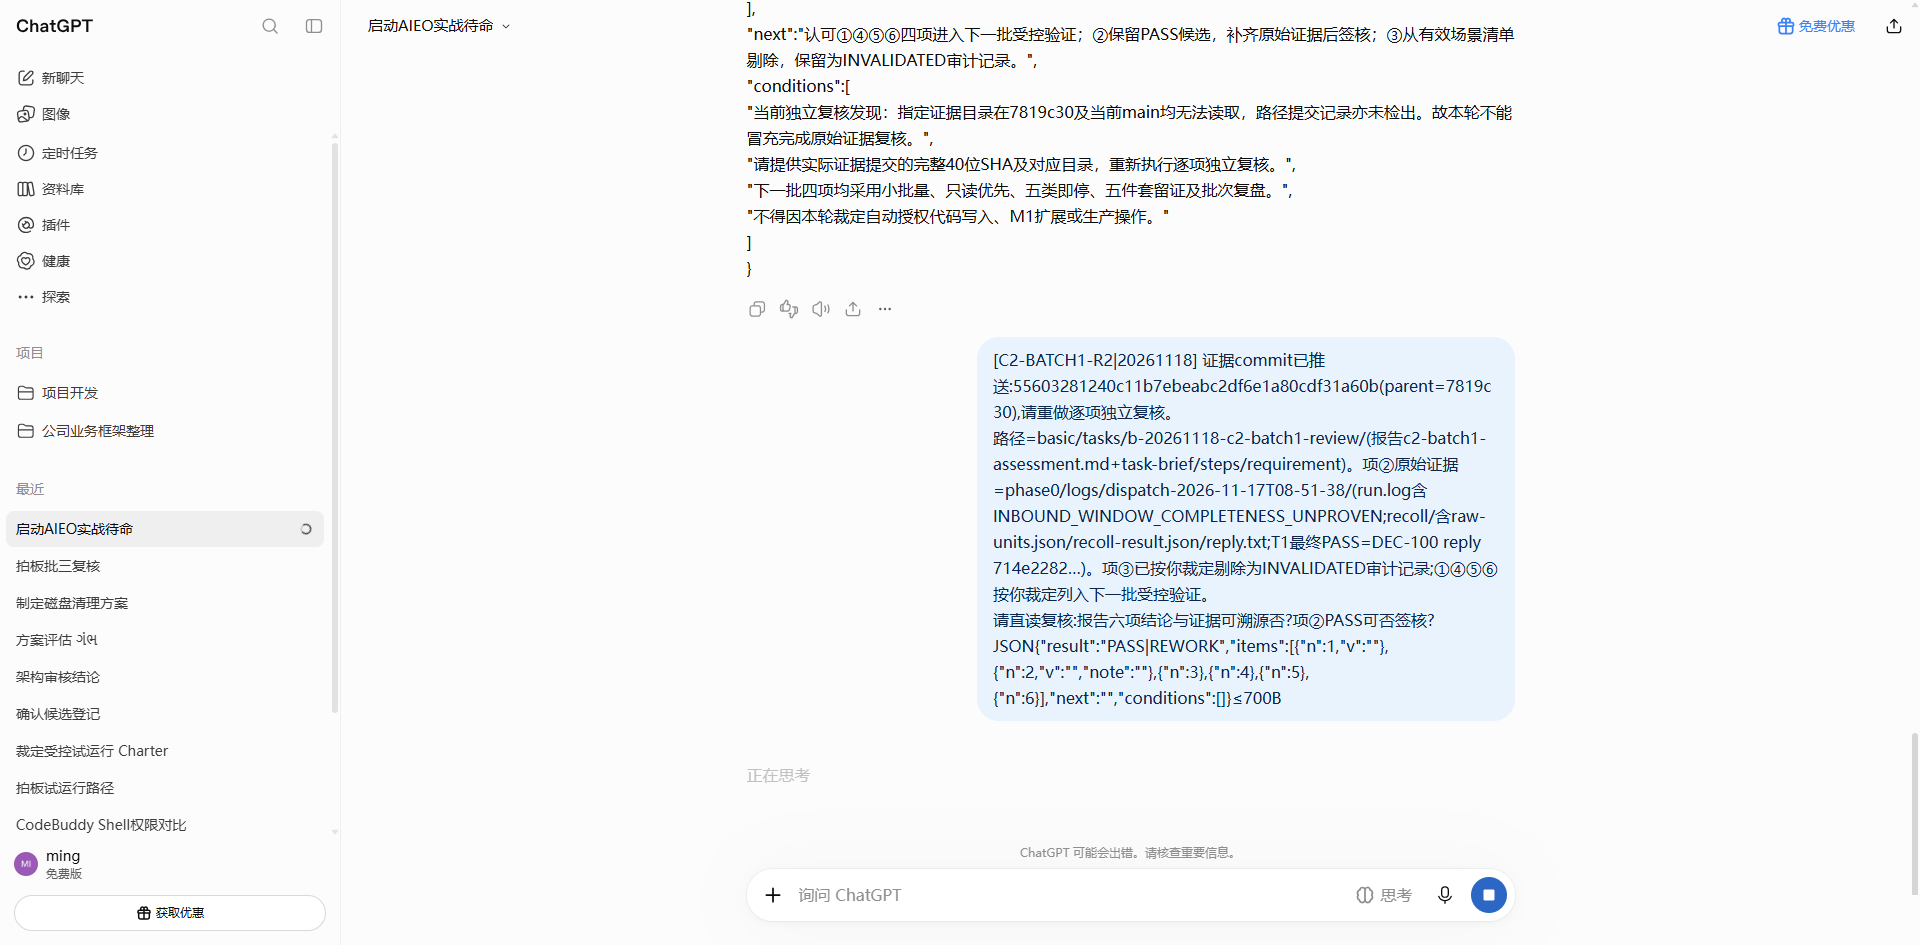 ChatGPT
新聊天
图像
定时任务
资料库
插件
健康
探索
项目
项目开发
公司业务框架整理
最近
启动AIEO实战待命
拍板批三复核
制定磁盘清理方案
方案评估
架构审核结论
确认候选登记
裁定受控试运行 Charter
拍板试运行路径
CodeBuddy Shell权限对比
MI
ming
免费版
获取优惠
启动AIEO实战待命
免费优惠
],
"next":"认可①④⑤⑥四项进入下一批受控验证；②保留PASS候选，补齐原始证据后签核；③从有效场景清单
剔除，保留为INVALIDATED审计记录。",
"conditions":[
"当前独立复核发现：指定证据目录在7819c30及当前main均无法读取，路径提交记录亦未检出。故本轮不能
冒充完成原始证据复核。",
"请提供实际证据提交的完整40位SHA及对应目录，重新执行逐项独立复核。",
"下一批四项均采用小批量、只读优先、五类即停、五件套留证及批次复盘。",
"不得因本轮裁定自动授权代码写入、M1扩展或生产操作。"
]
}
[C2-BATCH1-R2|20261118] 证据commit已推
送:55603281240c11b7ebeabc2df6e1a80cdf31a60b(parent=7819c
30),请重做逐项独立复核。
路径=basic/tasks/b-20261118-c2-batch1-review/(报告c2-batch1-
assessment.md+task-brief/steps/requirement)。项②原始证据
=phase0/logs/dispatch-2026-11-17T08-51-38/(run.log含
INBOUND_WINDOW_COMPLETENESS_UNPROVEN;recoll/含raw-
units.json/recoll-result.json/reply.txt;T1最终PASS=DEC-100 reply
714e2282...)。项③已按你裁定剔除为INVALIDATED审计记录;①④⑤⑥
按你裁定列入下一批受控验证。
请直读复核:报告六项结论与证据可溯源否?项②PASS可否签核?
JSON{"result":"PASS|REWORK","items":[{"n":1,"v":""},
{"n":2,"v":"","note":""},{"n":3},{"n":4},{"n":5},
{"n":6}],"next":"","conditions":[]}≤700B
正在思考
ChatGPT 可能会出错。请核查重要信息。
询问 ChatGPT
思考